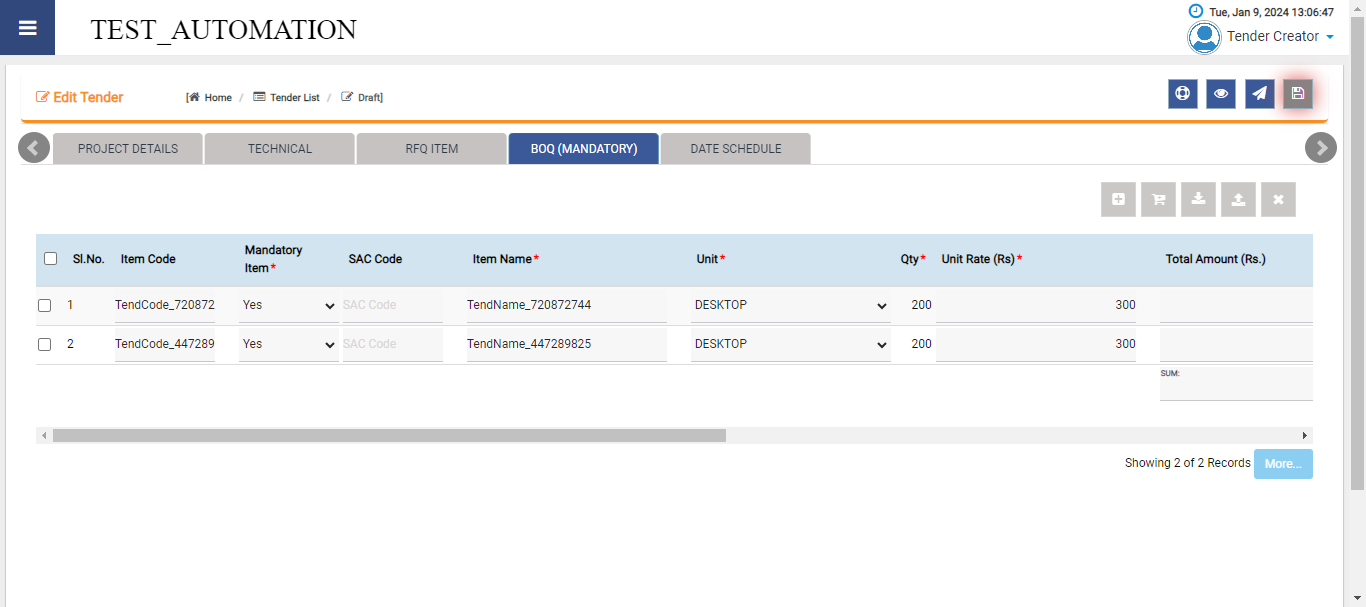 Tue, Jan 9, 2024 13:06:47
TEST_AUTOMATION
Tender Creator
Edit Tender
[ Home / Tender List / Draft]
PROJECT DETAILS TECHNICAL RFQ ITEM BOQ (MANDATORY) DATE SCHEDULE
Sl.No. Item Code Mandatory Item* SAC Code Item Name* Unit* Qty* Unit Rate (Rs)* Total Amount (Rs.)
1 TendCode_720872 Yes SAC Code TendName_720872744 DESKTOP 200 300
2 TendCode_447289 Yes SAC Code TendName_447289825 DESKTOP 200 300
SUM:
Showing 2 of 2 Records More...